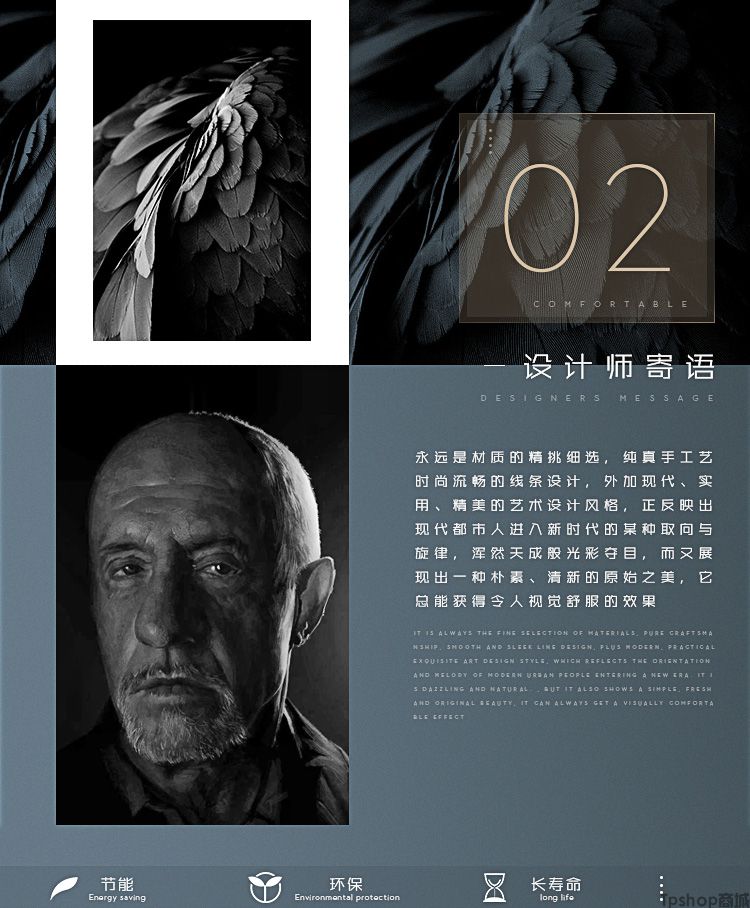 02
COMFORTABLE
设计师寄语
DESIGNERS MESSAGE
永远是材质的精挑细选，纯真手工艺
时尚流畅的线条设计，外加现代、实
用、精美的艺术设计风格，正反映出
现代都市人进入新时代的某种取向与
旋律，浑然天成般光彩夺目，而又展
现出一种朴素、清新的原始之美，它
总能获得令人视觉舒服的效果
IT IS ALWAYS THE FINE SELECTION OF MATERIALS, PURE CRAFTSMA
NSHIP, SMOOTH AND SLEEK LINE DESIGN, PLUS MODERN, PRACTICAL
EXQUISITE ART DESIGN STYLE, WHICH REFLECTS THE ORIENTATION
AND MELODY OF MODERN URBAN PEOPLE ENTERING A NEW ERA. IT I
S DAZZLING AND NATURAL. , BUT IT ALSO SHOWS A SIMPLE, FRESH
AND ORIGINAL BEAUTY, IT CAN ALWAYS GET A VISUALLY COMFORTA
BLE EFFECT
节能
Energy saving
环保
Environmental protection
长寿命
long life
Tpshop商城